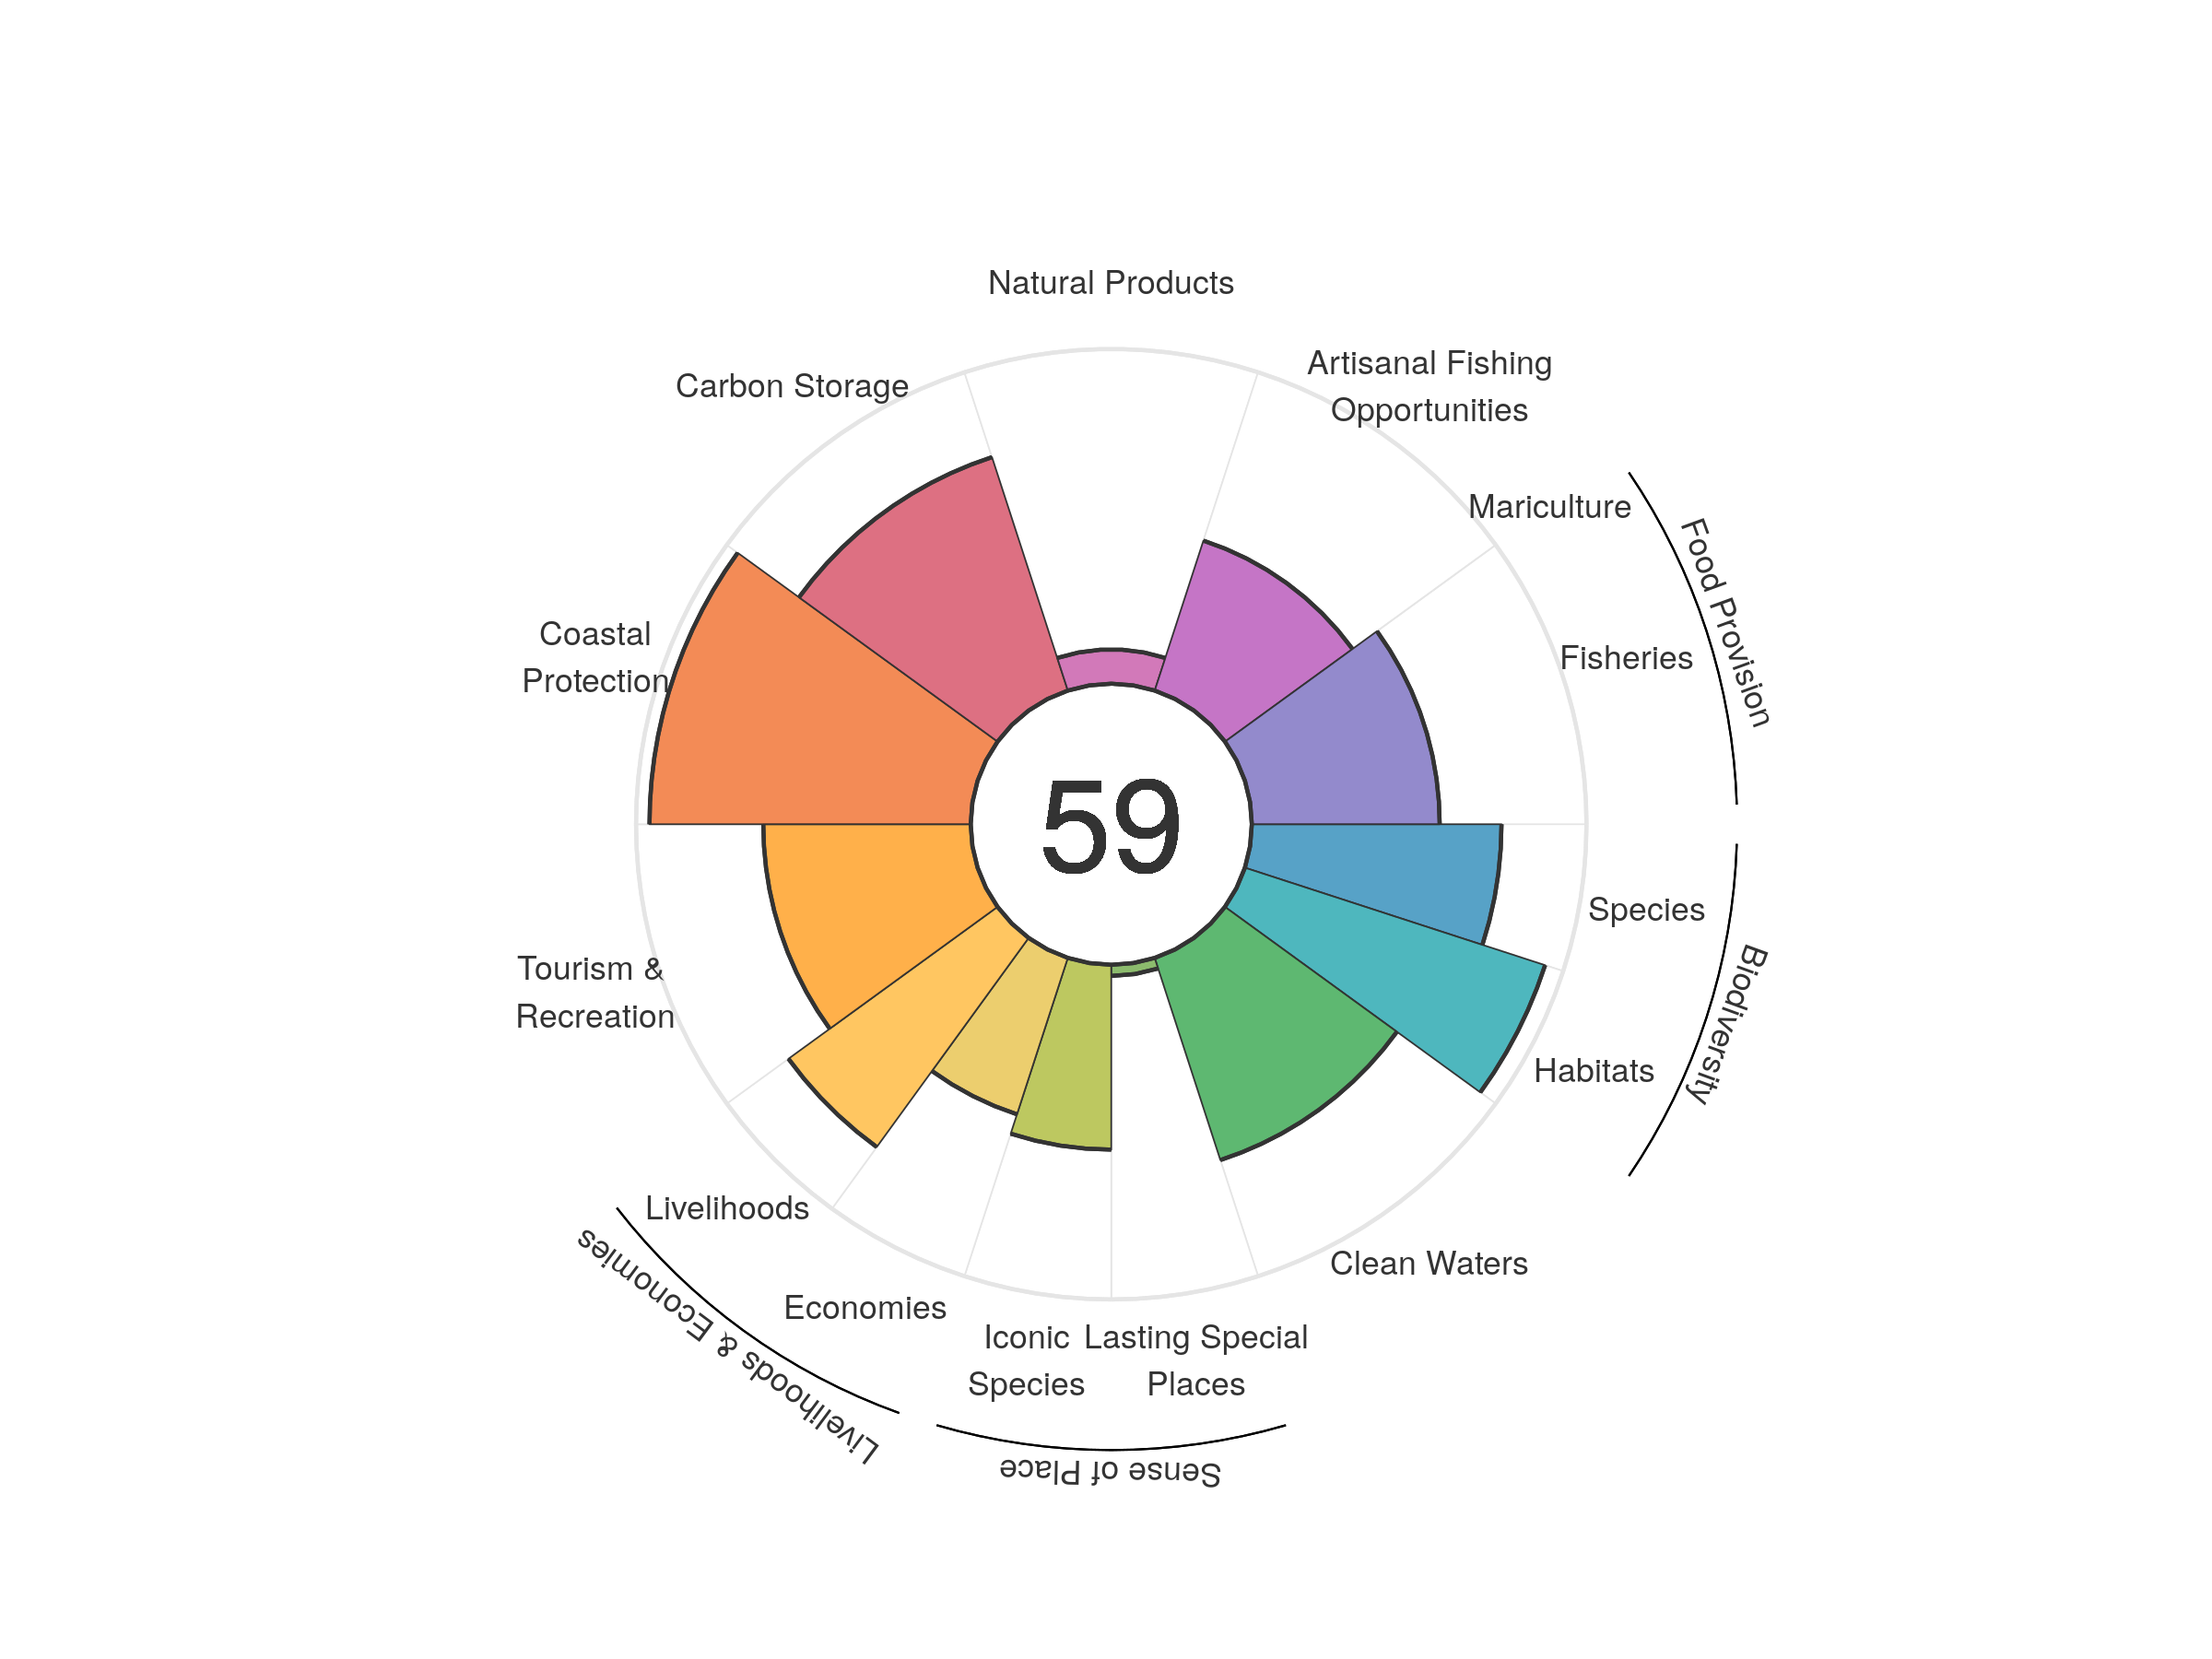 Natural Products
Artisanal Fishing
Opportunities
Carbon Storage
Mariculture
Food Provision
Fisheries
Coastal
Protection
59
Species
Biodiversity
Tourism &
Recreation
Habitats
Livelihoods
Clean Waters
Livelihoods & Economies
Economies
Iconic
Species
Lasting Special
Places
Sense of Place